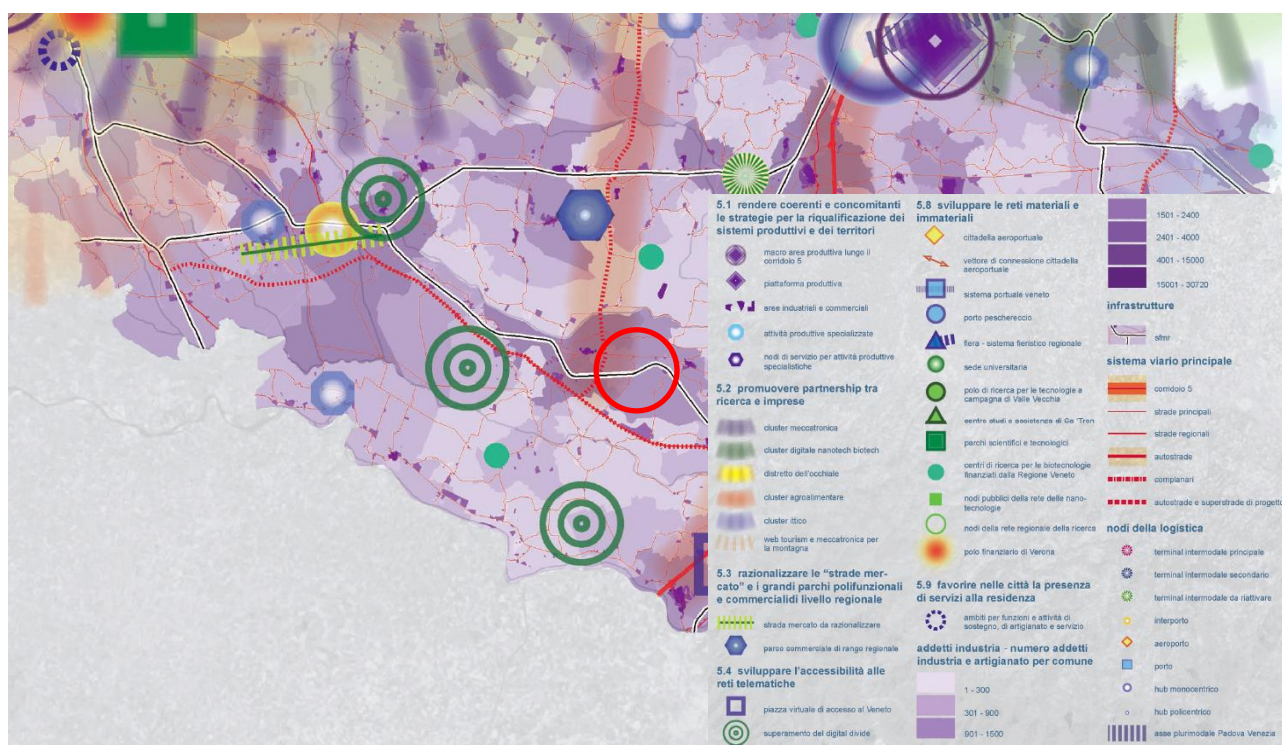 5.1 rendere coerenti e concomitanti
le strategie per la riqualificazione dei
sistemi produttivi e dei territori
macro area produttiva lungo il
corridoio 5
piattaforma produttiva
aree industriali e commerciali
attività produttive specializzate
nodi di servizio per attività produttive
specialistiche
5.2 promuovere partnership tra
ricerca e imprese
cluster meccatronica
cluster digitale nanotech biotech
distretto dell'occhiale
cluster agroalimentare
cluster ittico
web tourism e meccatronica per
la montagna
5.3 razionalizzare le "strade mer-
cato" e i grandi parchi polifunzionali
e commercialidi livello regionale
strada mercato da razionalizzare
parco commerciale di rango regionale
5.4 sviluppare l'accessibilità alle
reti telematiche
piazza virtuale di accesso al Veneto
superamento del digital divide
5.8 sviluppare le reti materiali e
immateriali
cittadella aeroportuale
vettore di connessione cittadella
aeroportuale
sistema portuale veneto
porto peschereccio
fiera - sistema fieristico regionale
sede universitaria
polo di ricerca per le tecnologie a
campagna di Valle Vecchia
centro studi e assistenza di Ca 'Tron
parchi scientifici e tecnologici
centri di ricerca per le biotecnologie
finanziati dalla Regione Veneto
nodi pubblici della rete delle nano-
tecnologie
nodi della rete regionale della ricerca
polo finanziario di Verona
5.9 favorire nelle città la presenza
di servizi alla residenza
ambiti per funzioni e attività di
sostegno, di artigianato e servizio
addetti industria - numero addetti
industria e artigianato per comune
1 - 300
301 - 900
901 - 1500
1501 - 2400
2401 - 4000
4001 - 15000
15001 - 30720
infrastrutture
sfmr
sistema viario principale
corridoio 5
strade principali
strade regionali
autostrade
complanari
autostrade e superstrade di progetto
nodi della logistica
terminal intermodale principale
terminal intermodale secondario
terminal intermodale da riattivare
interporto
aeroporto
porto
hub monocentrico
hub policentrico
asse plurimodale Padova Venezia